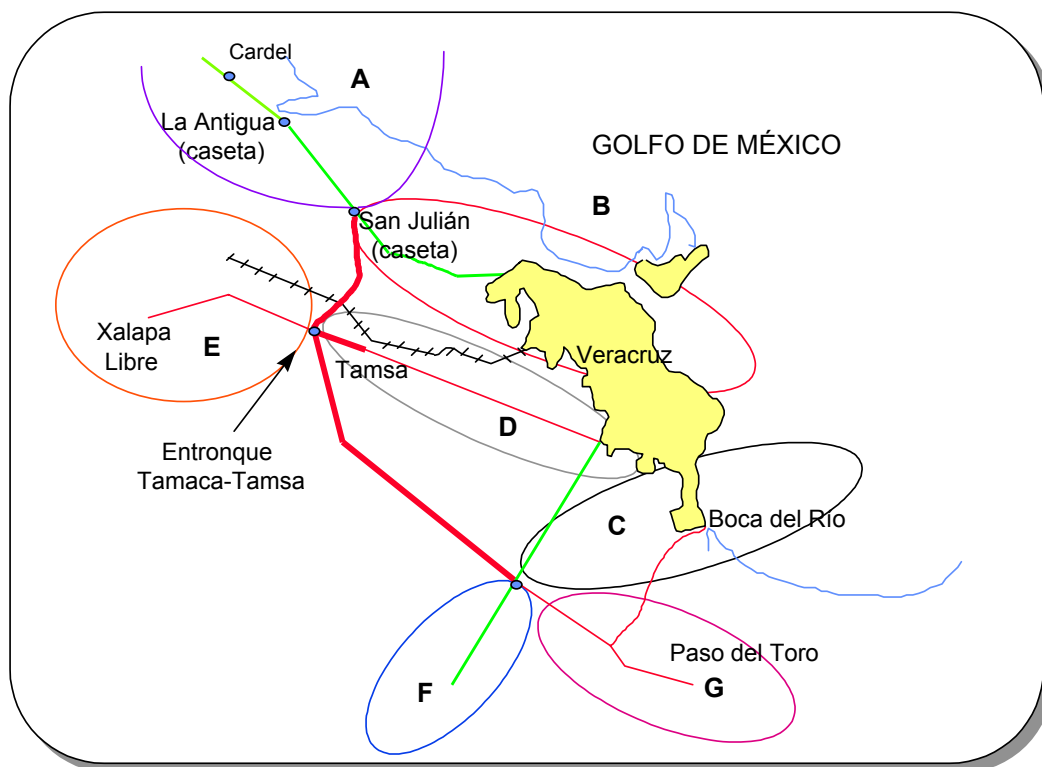 Cardel
A
La Antigua
(caseta)
GOLFO DE MÉXICO
B
San Julián
(caseta)
Xalapa
Libre
E
Tamsa
Veracruz
D
Entronque
Tamaca-Tamsa
C
Boca del Río
Paso del Toro
F
G